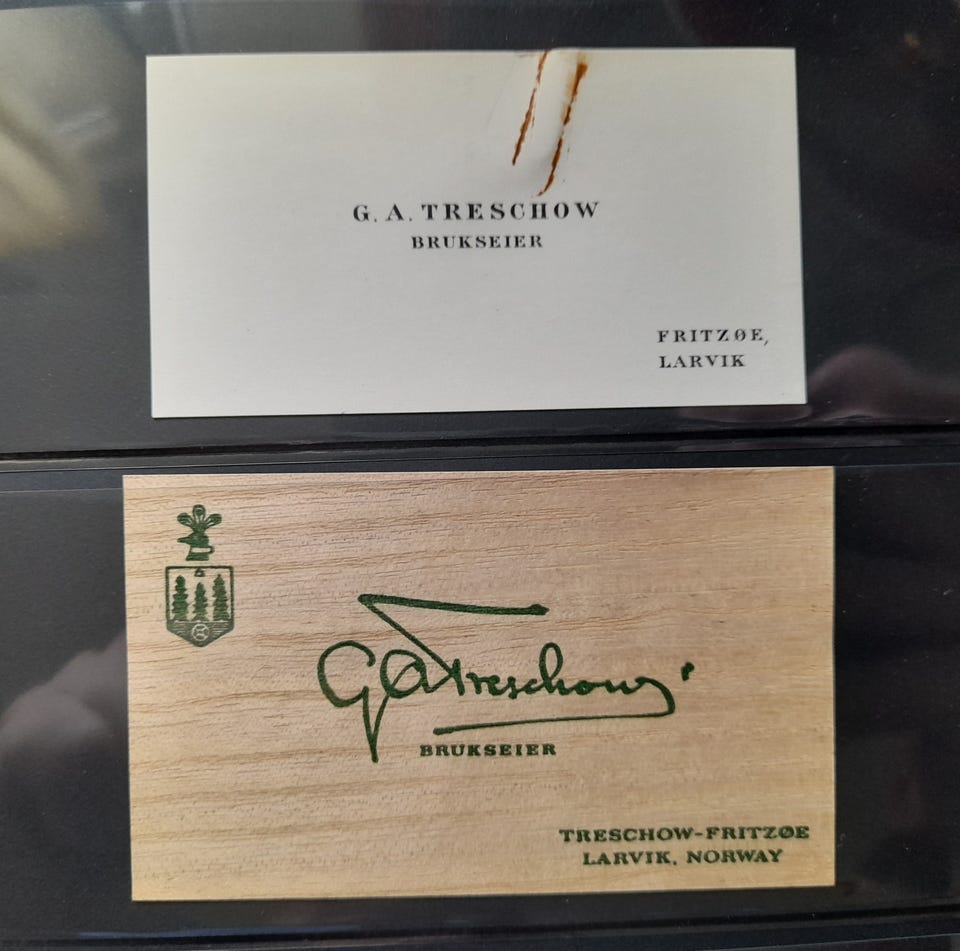 G. A. TRESCHOW
BRUKSEIER
FRITZØE,
LARVIK
GATreschow
BRUKSEIER
TRESCHOW-FRITZØE
LARVIK, NORWAY